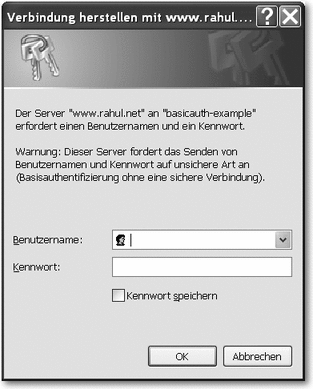 Verbindung herstellen mit www.rahul....
Der Server "www.rahul.net" an "basicauth-example"
erfordert einen Benutzernamen und ein Kennwort.
Warnung: Dieser Server fordert das Senden von
Benutzernamen und Kennwort auf unsichere Art an
(Basisauthentifizierung ohne eine sichere Verbindung).
Benutzername:
Kennwort:
Kennwort speichern
OK Abbrechen